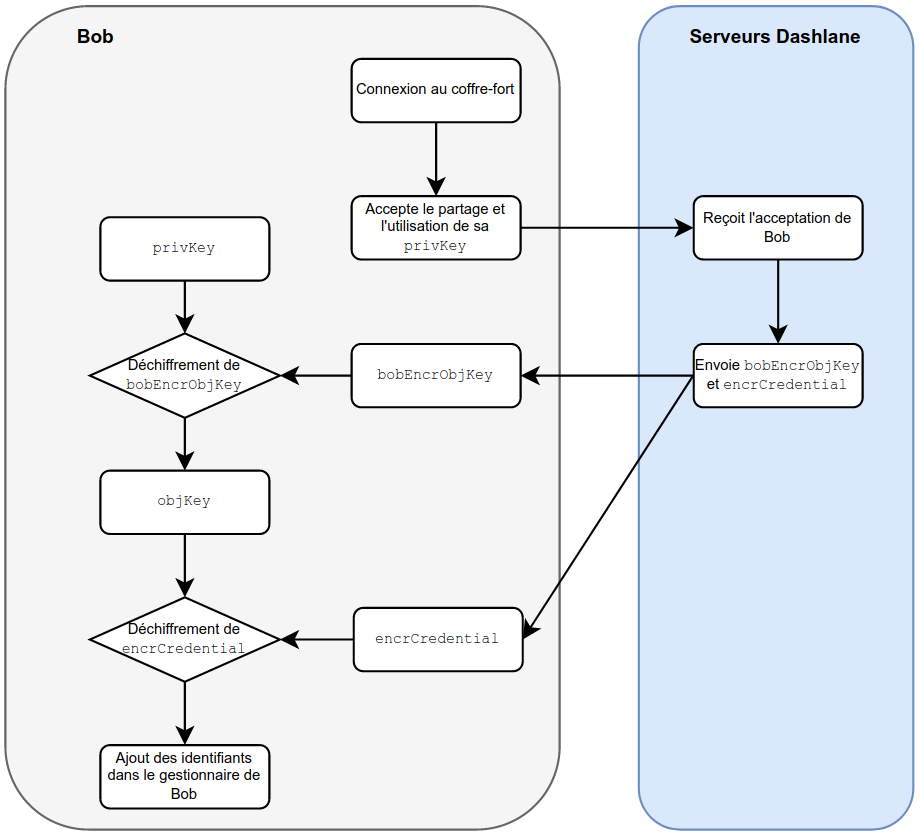 Bob
Serveurs Dashlane
Connexion au coffre-fort
Accepte le partage et
l'utilisation de sa
privKey
Reçoit l'acceptation de
Bob
privKey
Déchiffrement de
bobEncrObjKey
bobEncrObjKey
Envoie bobEncrObjKey
et encrCredential
objKey
Déchiffrement de
encrCredential
encrCredential
Ajout des identifiants
dans le gestionnaire de
Bob